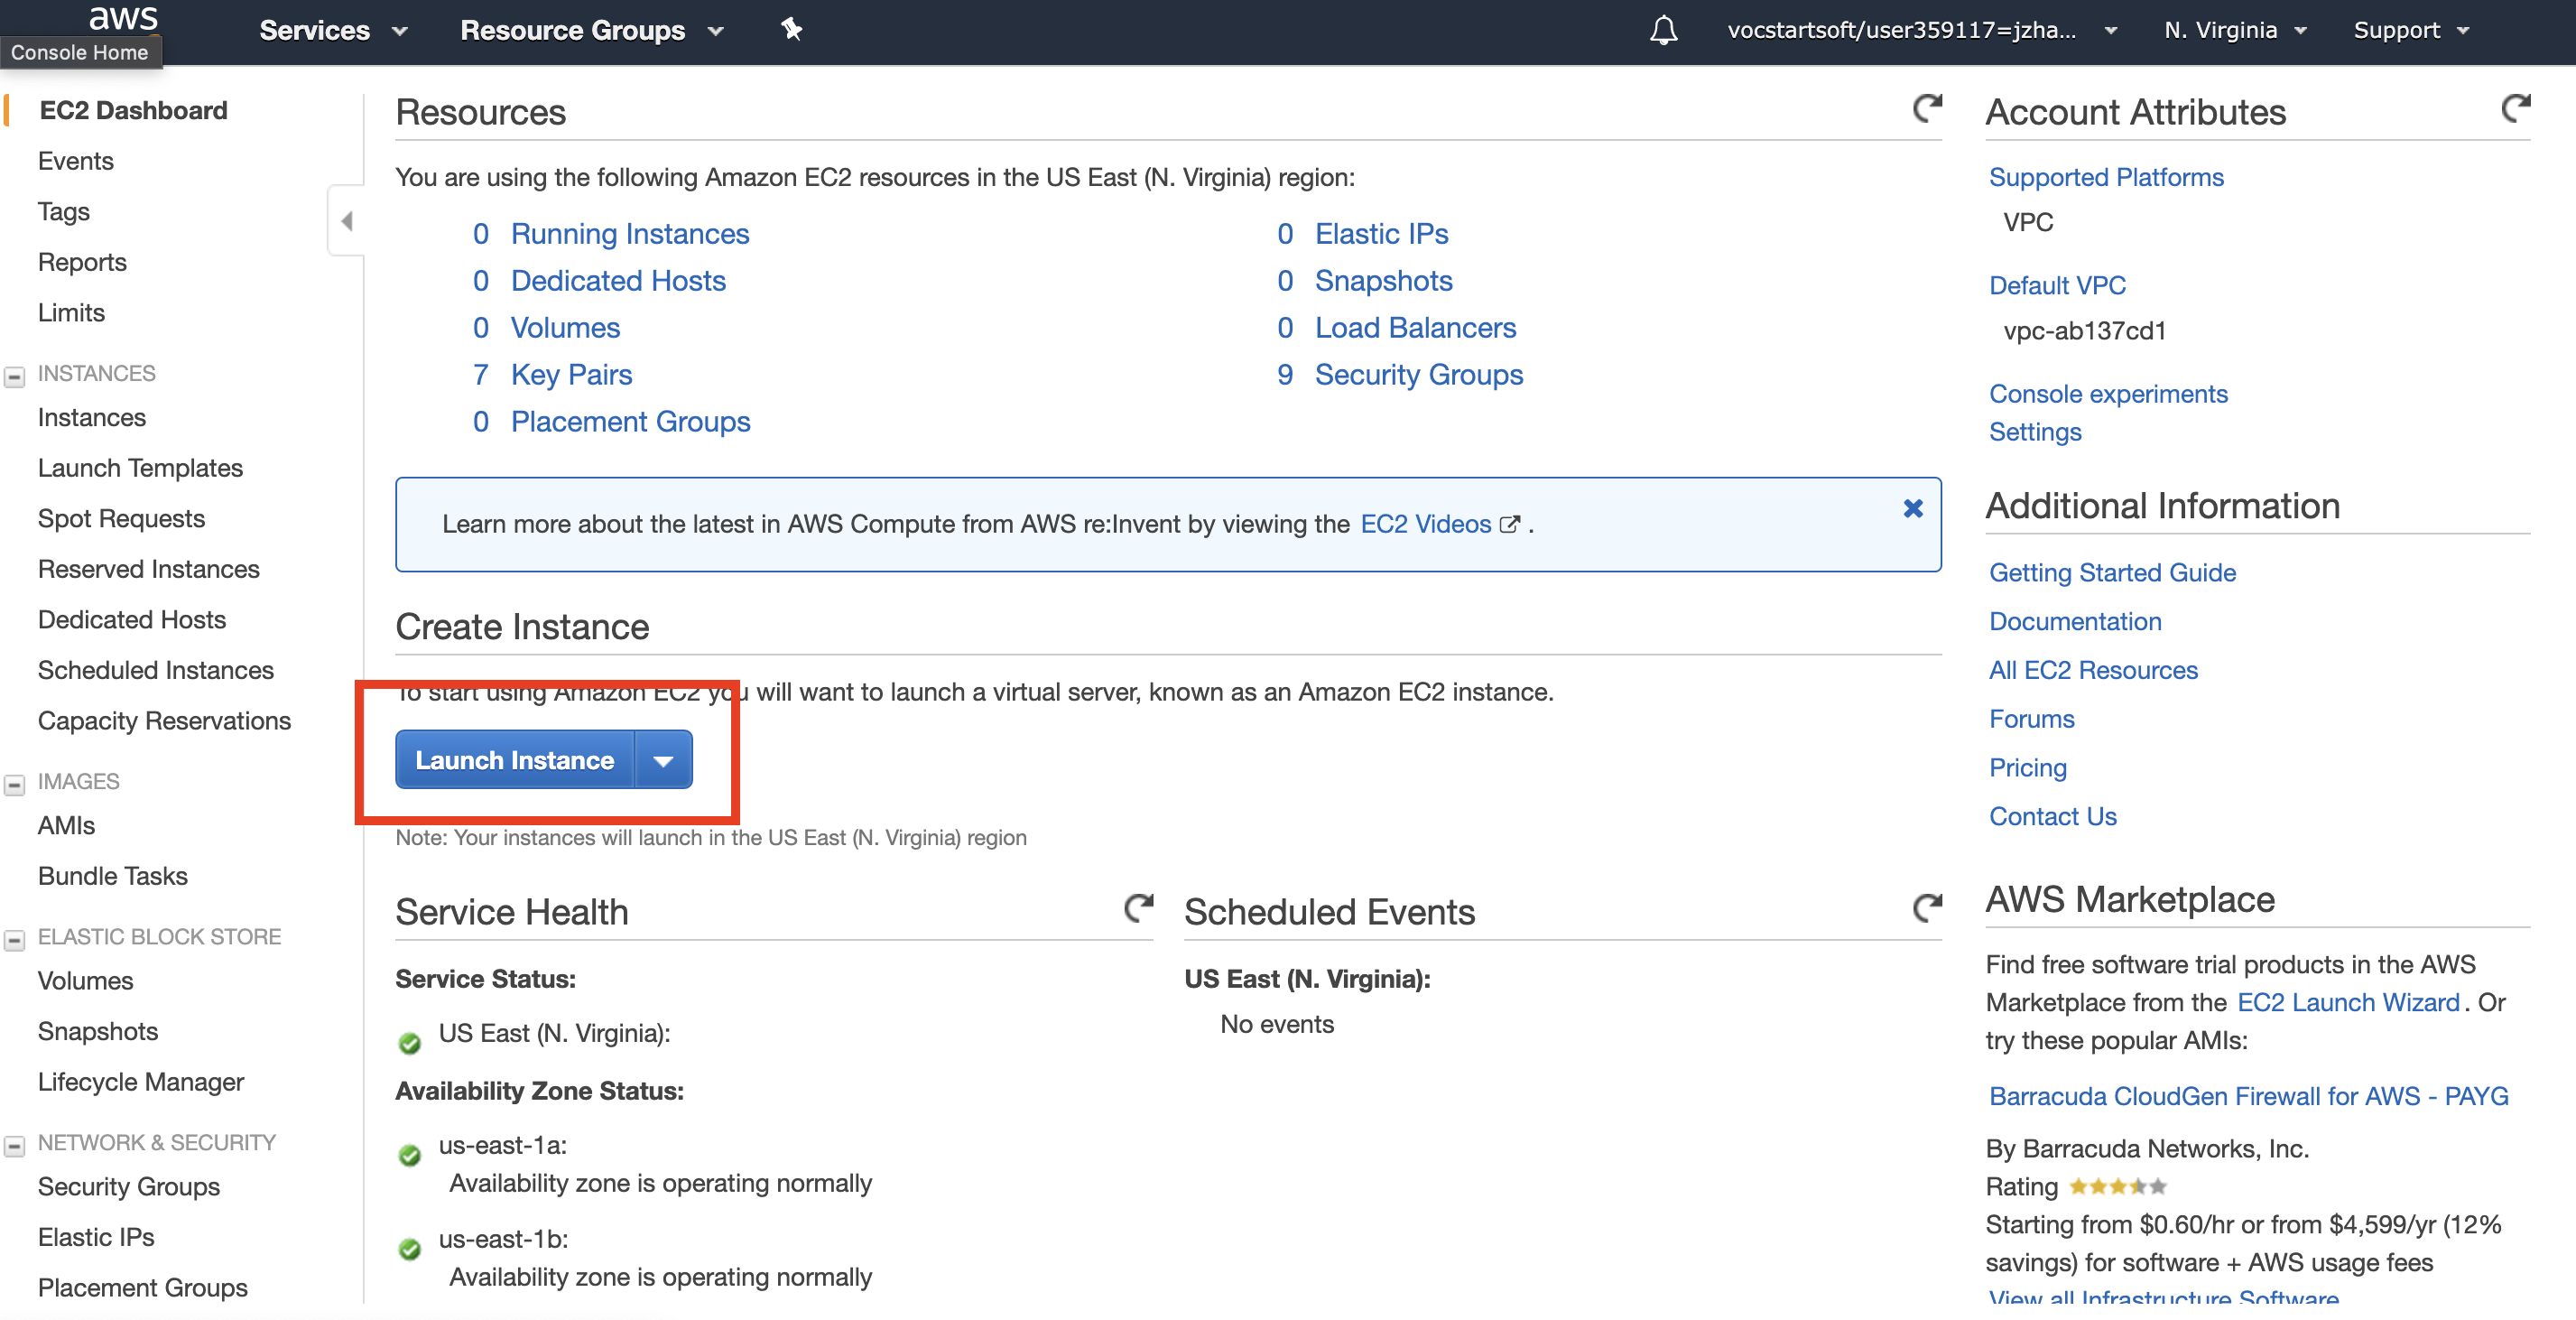 aws
Services
Resource Groups
vocstartsoft/user359117=jzha...
N. Virginia
Support
Console Home
EC2 Dashboard
Events
Tags
Reports
Limits
INSTANCES
Instances
Launch Templates
Spot Requests
Reserved Instances
Dedicated Hosts
Scheduled Instances
Capacity Reservations
IMAGES
AMIs
Bundle Tasks
ELASTIC BLOCK STORE
Volumes
Snapshots
Lifecycle Manager
NETWORK & SECURITY
Security Groups
Elastic IPs
Placement Groups
Resources
You are using the following Amazon EC2 resources in the US East (N. Virginia) region:
0 Running Instances
0 Dedicated Hosts
0 Volumes
7 Key Pairs
0 Placement Groups
0 Elastic IPs
0 Snapshots
0 Load Balancers
9 Security Groups
Learn more about the latest in AWS Compute from AWS re:Invent by viewing the EC2 Videos .
Create Instance
To start using Amazon EC2 you will want to launch a virtual server, known as an Amazon EC2 instance.
Launch Instance
Note: Your instances will launch in the US East (N. Virginia) region
Service Health
Service Status:
US East (N. Virginia):
Availability Zone Status:
us-east-1a:
Availability zone is operating normally
us-east-1b:
Availability zone is operating normally
Scheduled Events
US East (N. Virginia):
No events
Account Attributes
Supported Platforms
VPC
Default VPC
vpc-ab137cd1
Console experiments
Settings
Additional Information
Getting Started Guide
Documentation
All EC2 Resources
Forums
Pricing
Contact Us
AWS Marketplace
Find free software trial products in the AWS
Marketplace from the EC2 Launch Wizard. Or
try these popular AMIs:
Barracuda CloudGen Firewall for AWS - PAYG
By Barracuda Networks, Inc.
Rating
Starting from $0.60/hr or from $4,599/yr (12%
savings) for software + AWS usage fees
View all Infrastructure Software